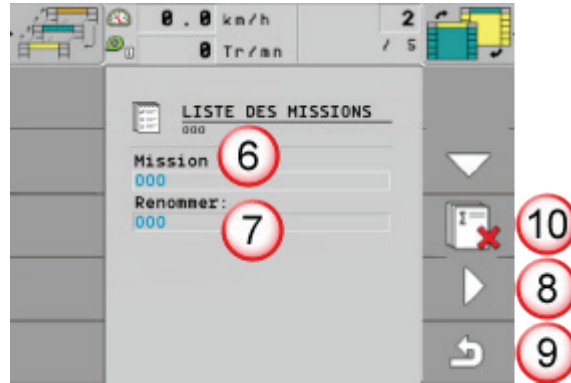 0.0 km/h
2
0 Tr/mn
/ 5
LISTE DES MISSIONS
000
Mission
6
000
Renommer:
000
7
10
8
9